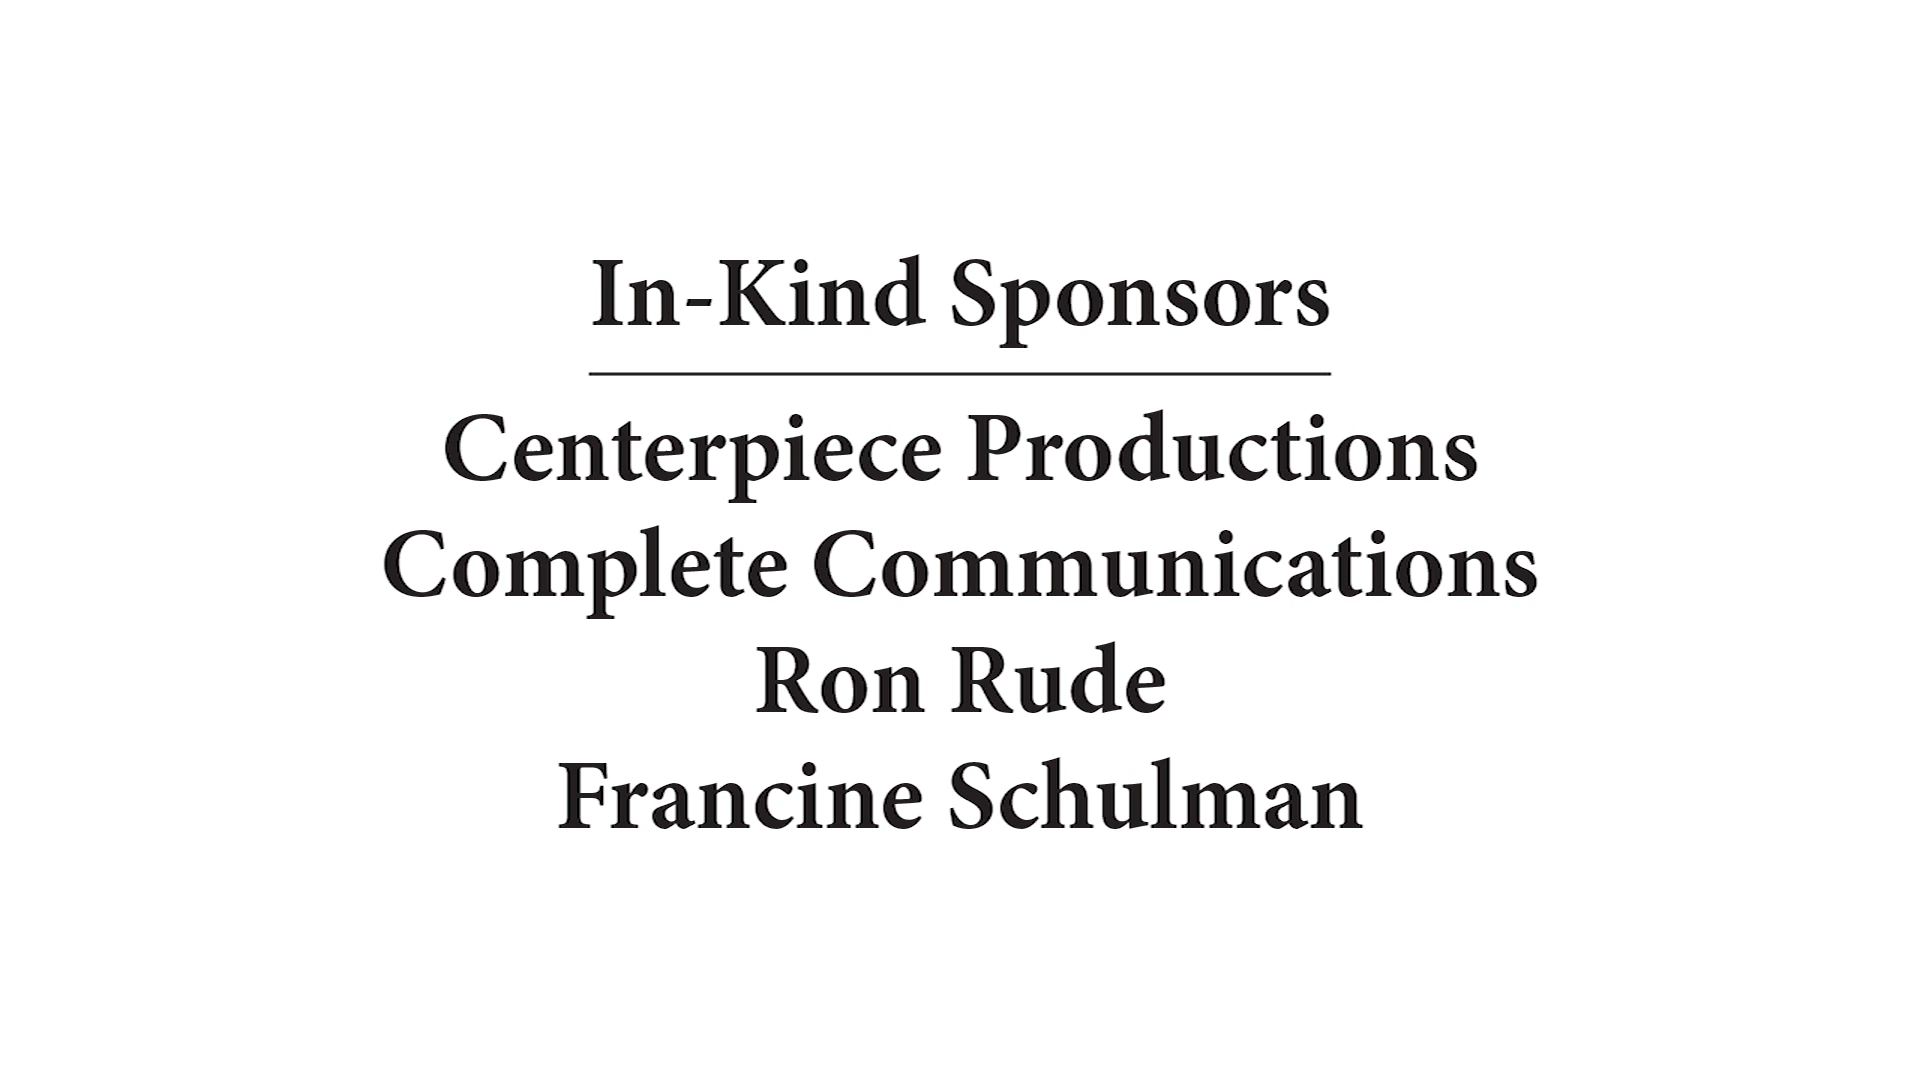 In-Kind Sponsors
Centerpiece Productions
Complete Communications
Ron Rude
Francine Schulman